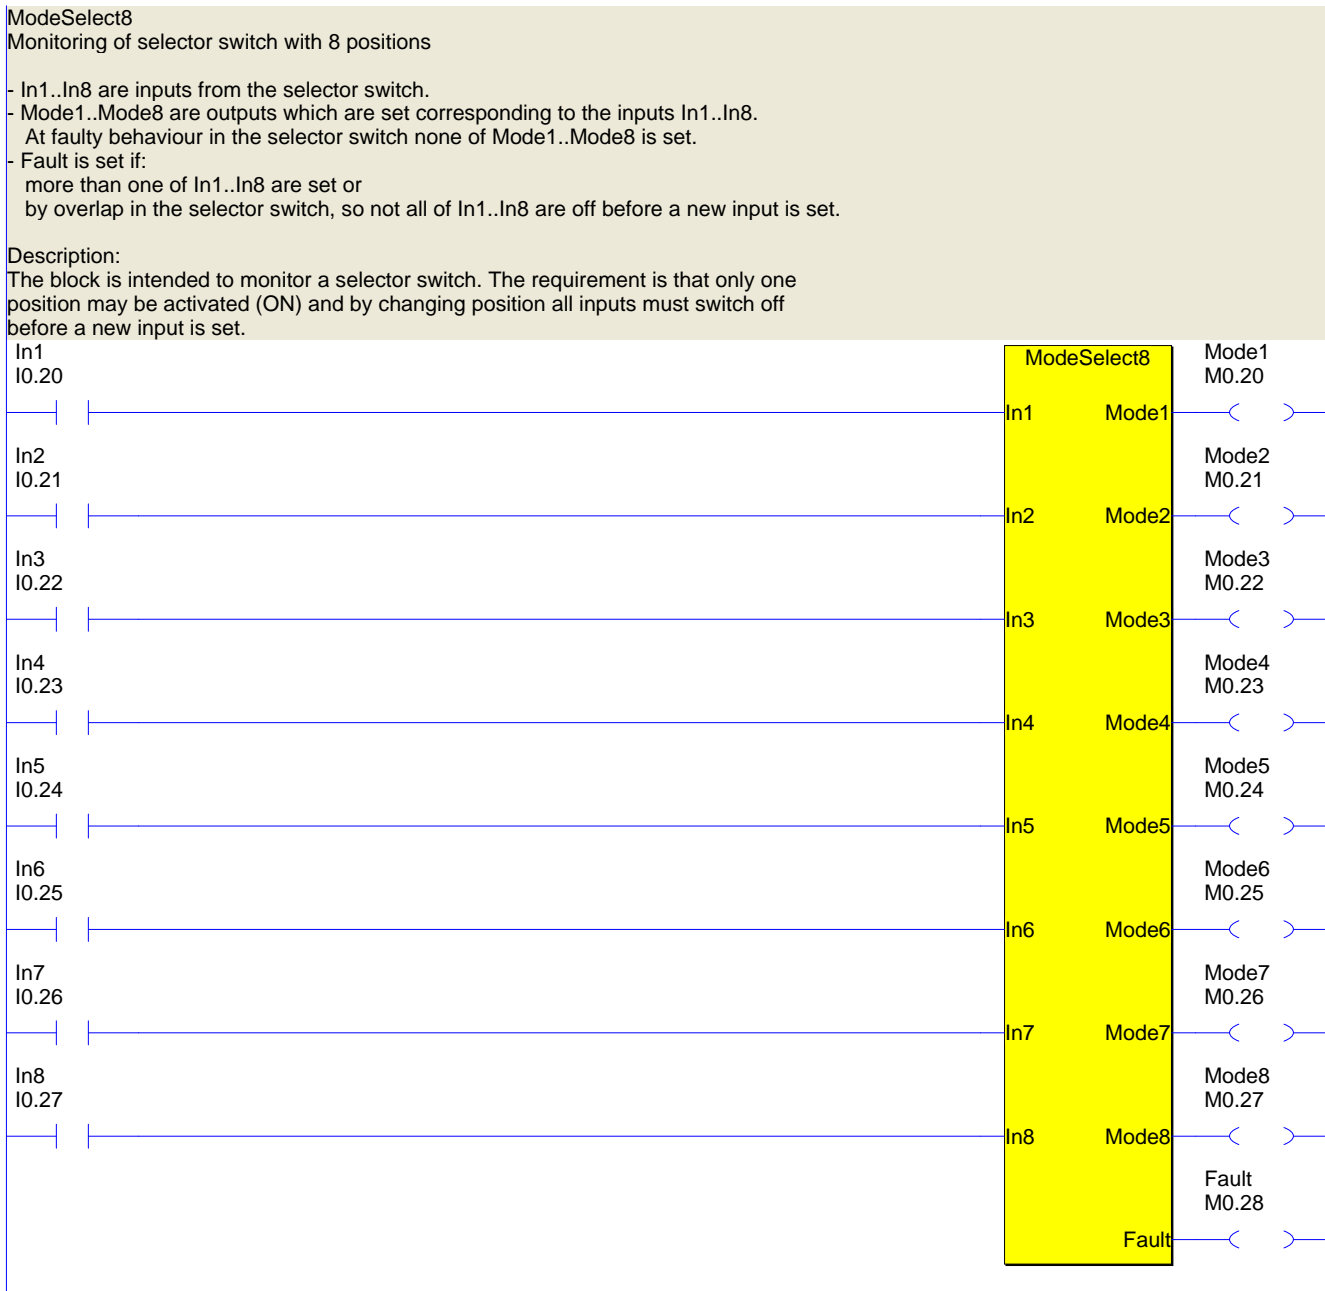 ModeSelect8
Monitoring of selector switch with 8 positions
- In1..In8 are inputs from the selector switch.
- Mode1..Mode8 are outputs which are set corresponding to the inputs In1..In8.
At faulty behaviour in the selector switch none of Mode1..Mode8 is set.
- Fault is set if:
more than one of In1..In8 are set or
by overlap in the selector switch, so not all of In1..In8 are off before a new input is set.
Description:
The block is intended to monitor a selector switch. The requirement is that only one
position may be activated (ON) and by changing position all inputs must switch off
before a new input is set.
In1
I0.20
ModeSelect8
Mode1
M0.20
In1 Mode1
In2
I0.21
Mode2
M0.21
In2 Mode2
In3
I0.22
Mode3
M0.22
In3 Mode3
In4
I0.23
Mode4
M0.23
In4 Mode4
In5
I0.24
Mode5
M0.24
In5 Mode5
In6
I0.25
Mode6
M0.25
In6 Mode6
In7
I0.26
Mode7
M0.26
In7 Mode7
In8
I0.27
Mode8
M0.27
In8 Mode8
Fault
M0.28
Fault